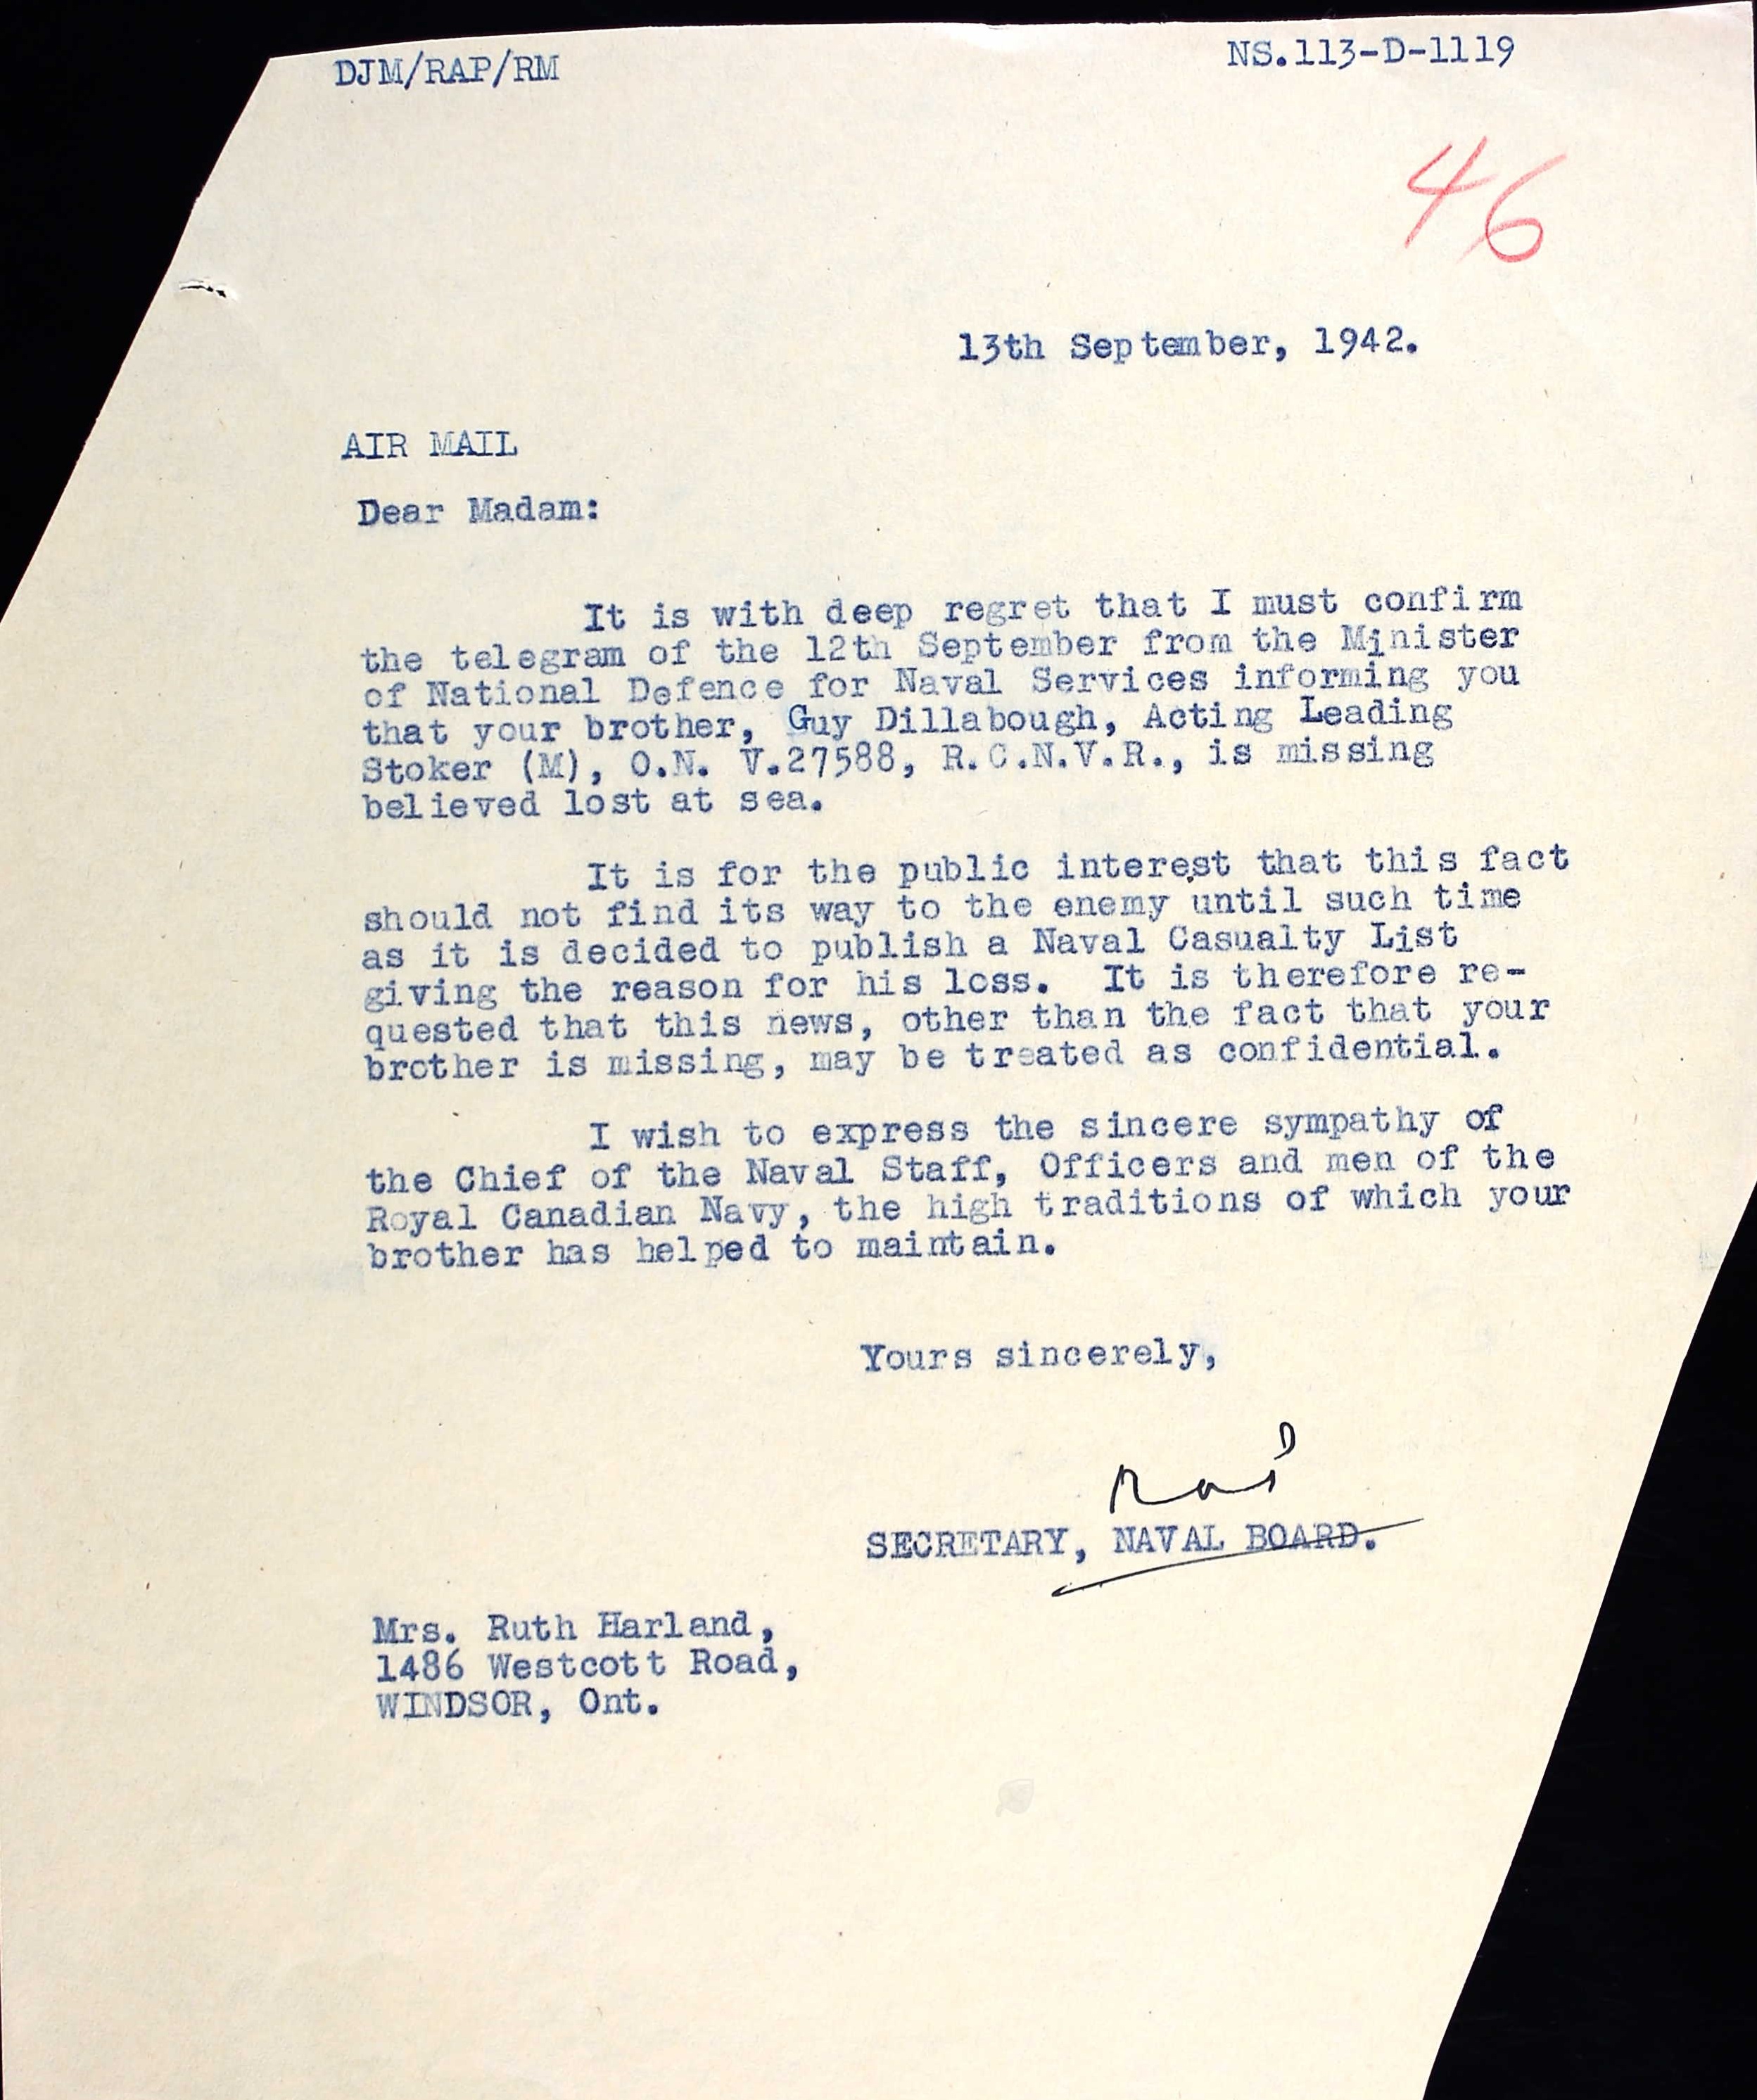 DJM/RAP/RM
NS.113-D-1119
46
13th September, 1942.
AIR MAIL
Dear Madam:
It is with deep regret that I must confirm
the telegram of the 12th September from the Minister
of National Defence for Naval Services informing you
that your brother, Guy Dillabough, Acting Leading
Stoker (M), O.N. V.27588, R.C.N.V.R., is missing
believed lost at sea.
It is for the public interest that this fact
should not find its way to the enemy until such time
as it is decided to publish a Naval Casualty List
giving the reason for his loss. It is therefore re-
quested that this news, other than the fact that your
brother is missing, may be treated as confidential.
I wish to express the sincere sympathy of
the Chief of the Naval Staff, Officers and men of the
Royal Canadian Navy, the high traditions of which your
brother has helped to maintain.
Yours sincerely,
SECRETARY, NAVAL BOARD.
Mrs. Ruth Harland,
1486 Westcott Road,
WINDSOR, Ont.